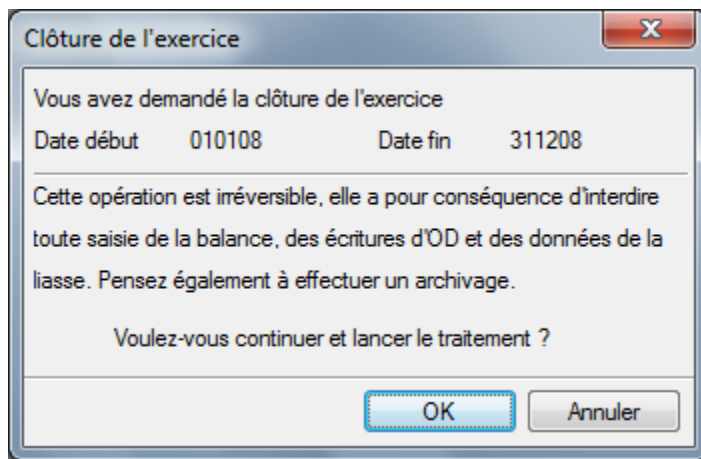 Clôture de l'exercice
Vous avez demandé la clôture de l'exercice
Date début 010108 Date fin 311208
Cette opération est irréversible, elle a pour conséquence d'interdire
toute saisie de la balance, des écritures d'OD et des données de la
liasse. Pensez également à effectuer un archivage.
Voulez-vous continuer et lancer le traitement ?
OK Annuler